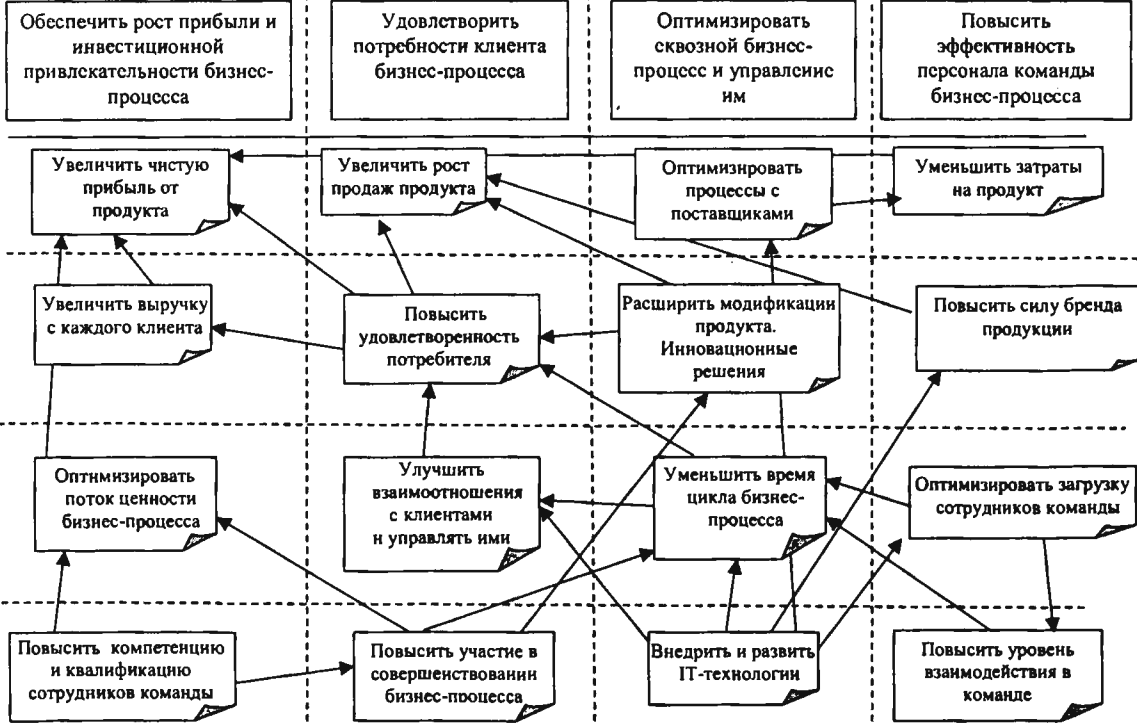 Обеспечить рост прибыли и
инвестиционной
привлекательности бизнес-
процесса
Удовлетворить
потребности клиента
бизнес-процесса
Оптимизировать
сквозной бизнес-
процесс и управление
им
Повысить
эффективность
персонала команды
бизнес-процесса
Увеличить чистую
прибыль от
продукта
Увеличить рост
продаж продукта
Оптимизировать
процессы с
поставщиками
Уменьшить затраты
на продукт
Увеличить выручку
с каждого клиента
Повысить
удовлетворенность
потребителя
Расширить модификации
продукта.
Инновационные
решения
Повысить силу бренда
продукции
Оптимизировать
поток ценности
бизнес-процесса
Улучшить
взаимоотношения
с клиентами
и управлять ими
Уменьшить время
цикла бизнес-
процесса
Оптимизировать загрузку
сотрудников команды
Повысить компетенцию
и квалификацию
сотрудников команды
Повысить участие в
совершенствовании
бизнес-процесса
Внедрить и развить
IT-технологии
Повысить уровень
взаимодействия в
команде